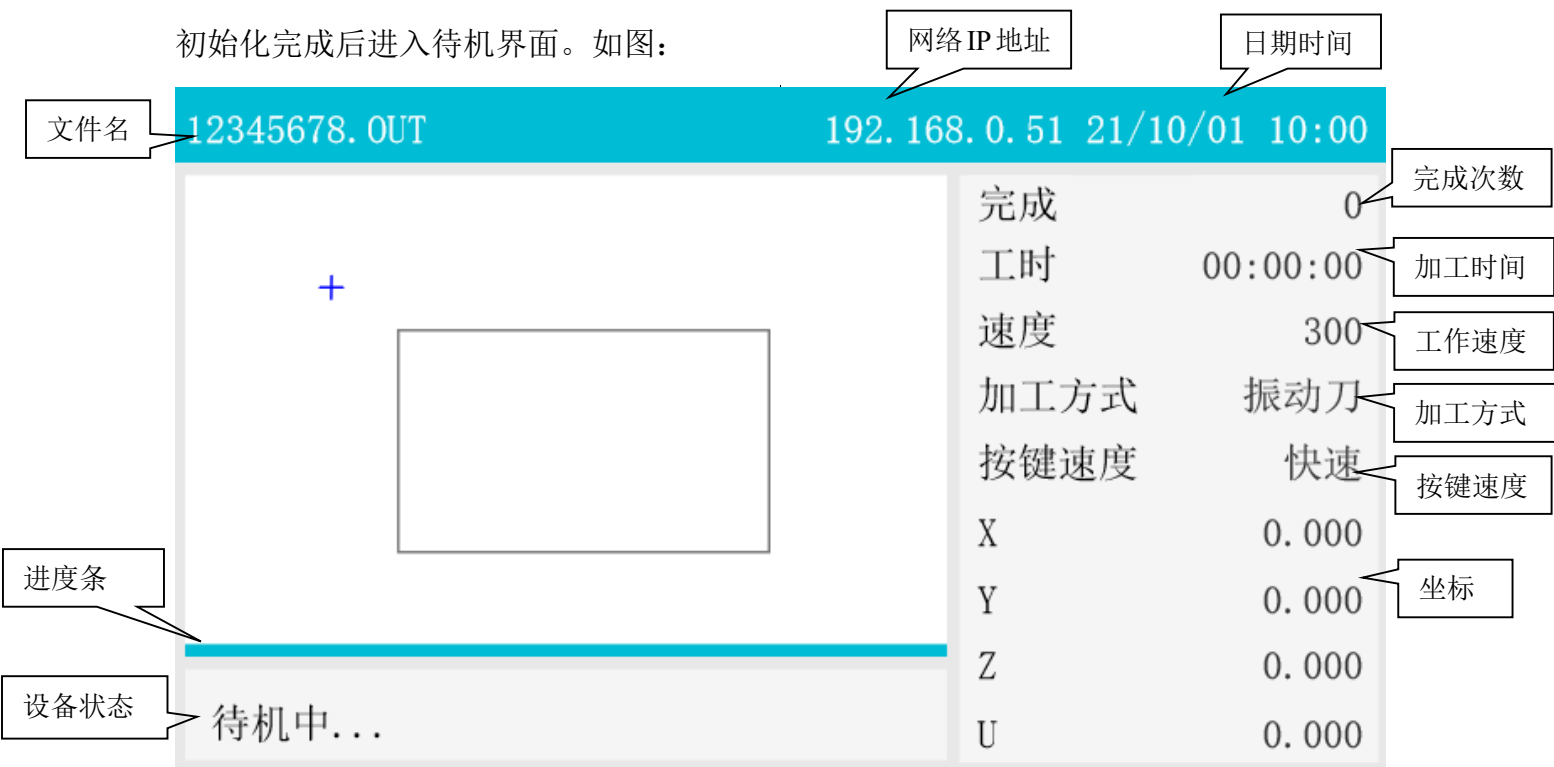 初始化完成后进入待机界面。如图：
网络IP地址
日期时间
文件名
12345678.OUT 192.168.0.51 21/10/01 10:00
完成次数
完成 0
工时 00:00:00
加工时间
速度 300
工作速度
加工方式 振动刀
加工方式
按键速度 快速
按键速度
X 0.000
坐标
Y 0.000
进度条
Z 0.000
设备状态
待机中...
U 0.000